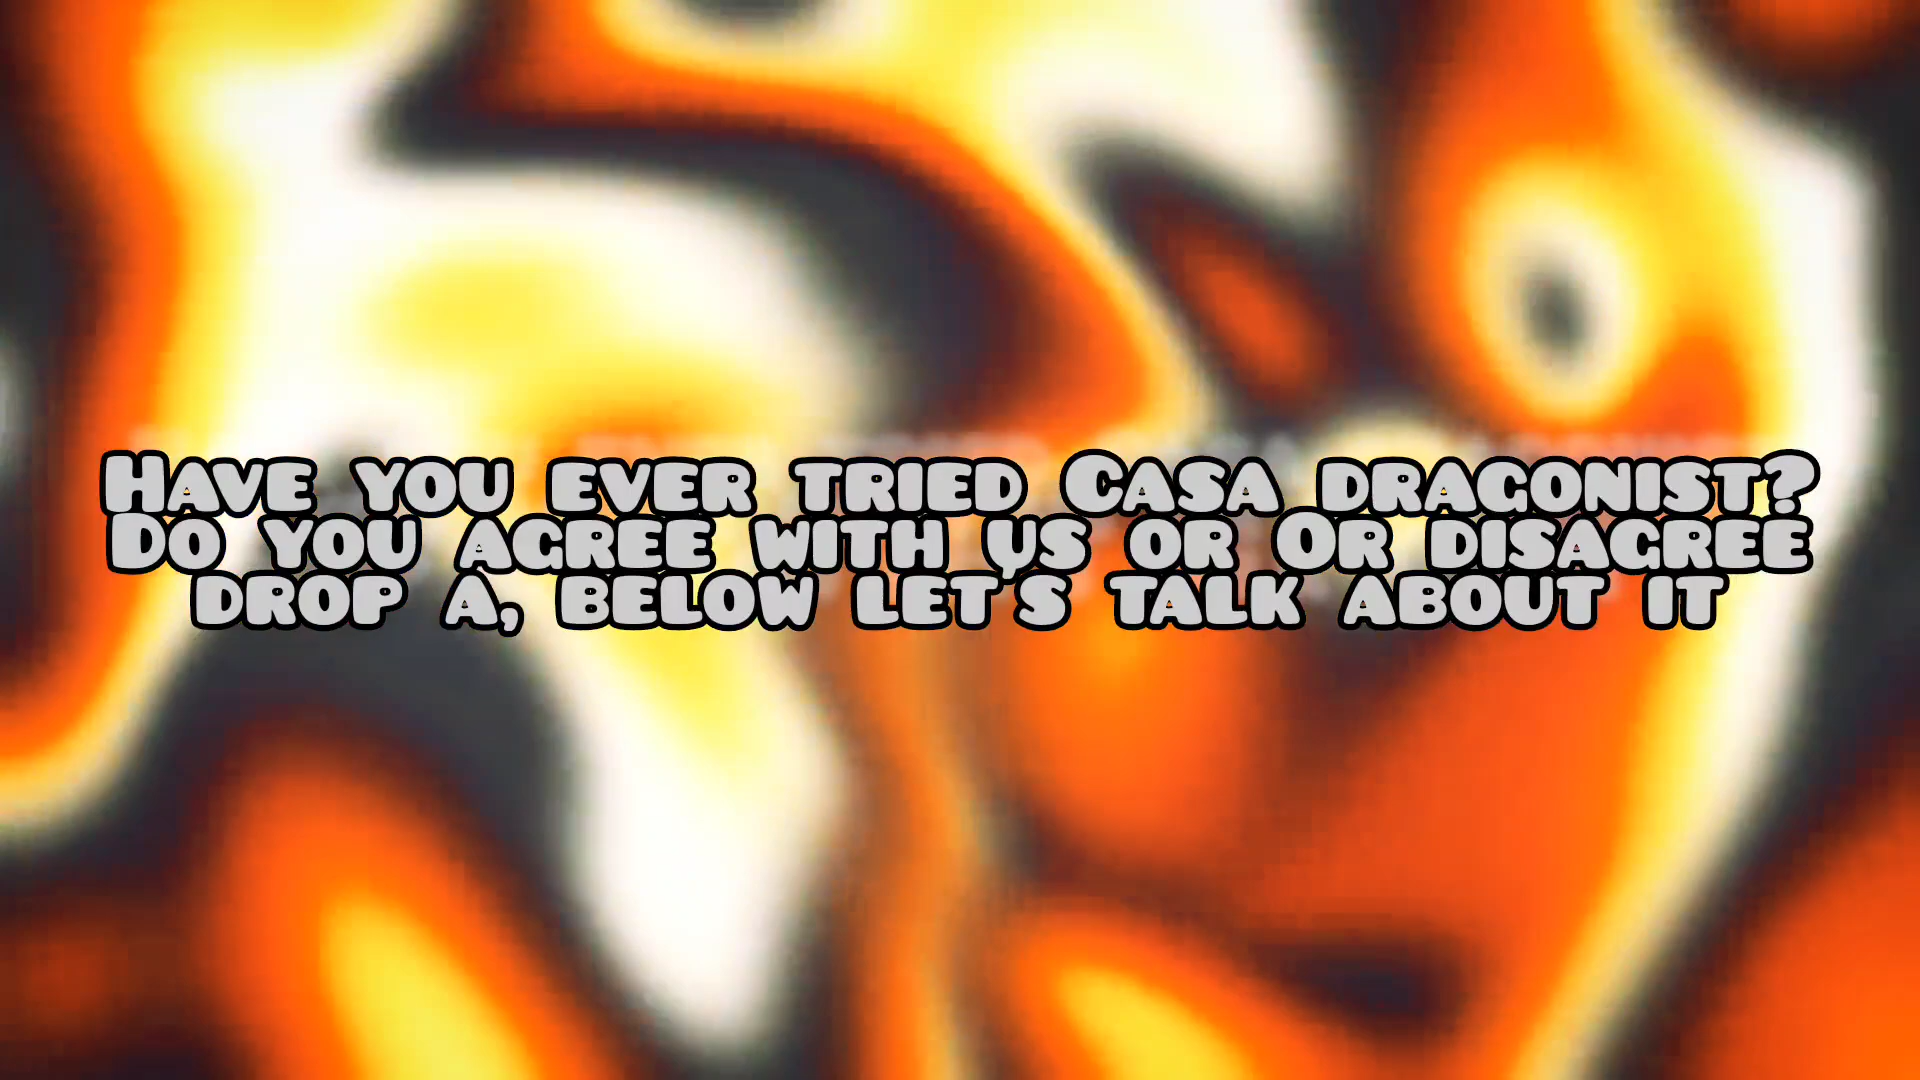 Have you ever tried Casa dragonist?
Do you agree with us or Or disagree
drop a, below let's talk about it